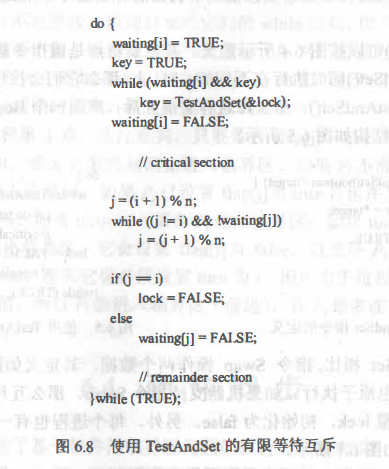 do {
waiting[i] = TRUE;
key = TRUE;
while (waiting[i] && key)
key = TestAndSet(&lock);
waiting[i] = FALSE;
// critical section
j = (i + 1) % n;
while ((j != i) && !waiting[j])
j = (j + 1) % n;
if (j == i)
lock = FALSE;
else
waiting[j] = FALSE;
// remainder section
}while (TRUE);
图 6.8 使用 TestAndSet 的有限等待互斥